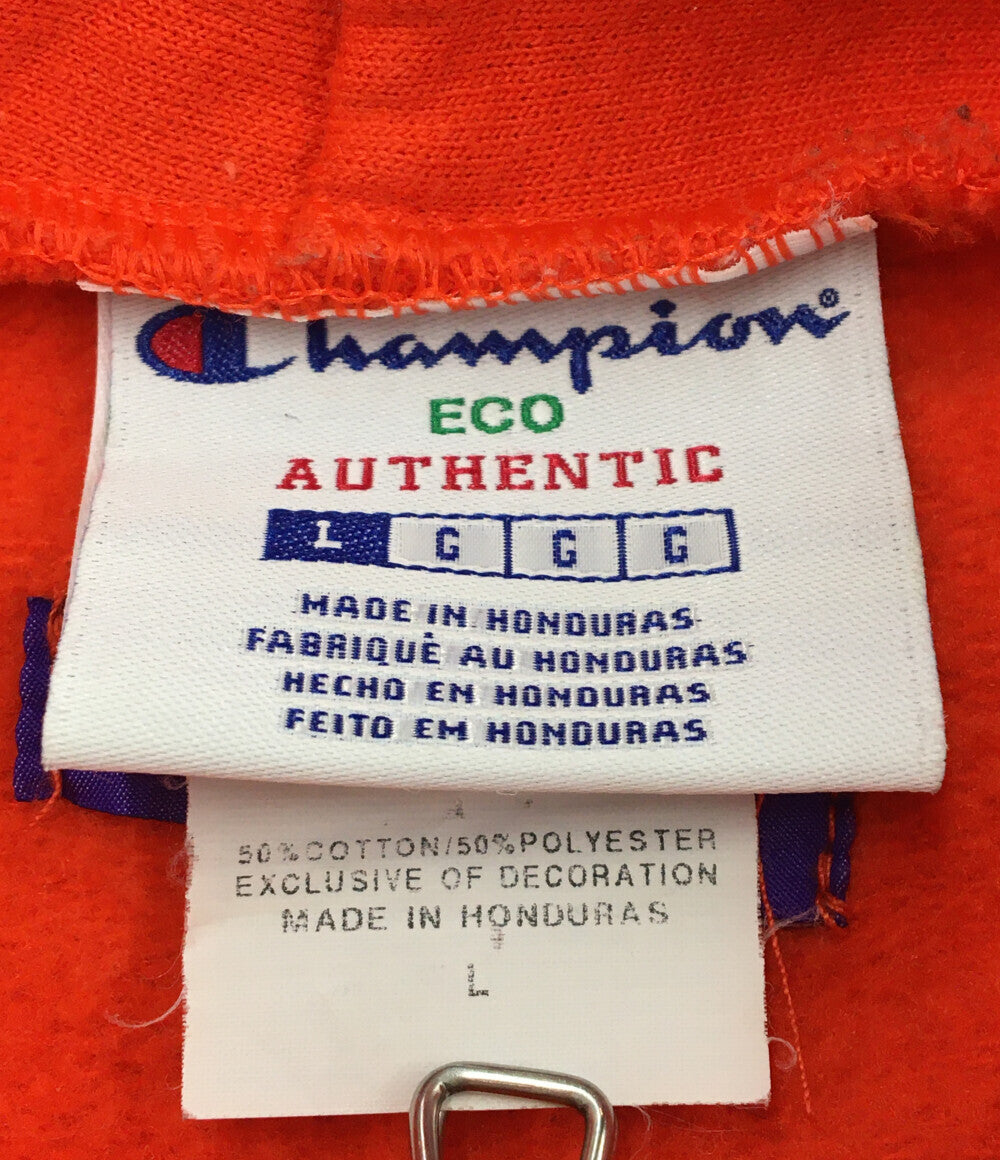 Champion®
ECO
AUTHENTIC
L G G G
MADE IN HONDURAS
FABRIQUÈ AU HONDURAS
HECHO EN HONDURAS
FEITO EM HONDURAS
50%COTTON/50%POLYESTER
EXCLUSIVE OF DECORATION
MADE IN HONDURAS
L